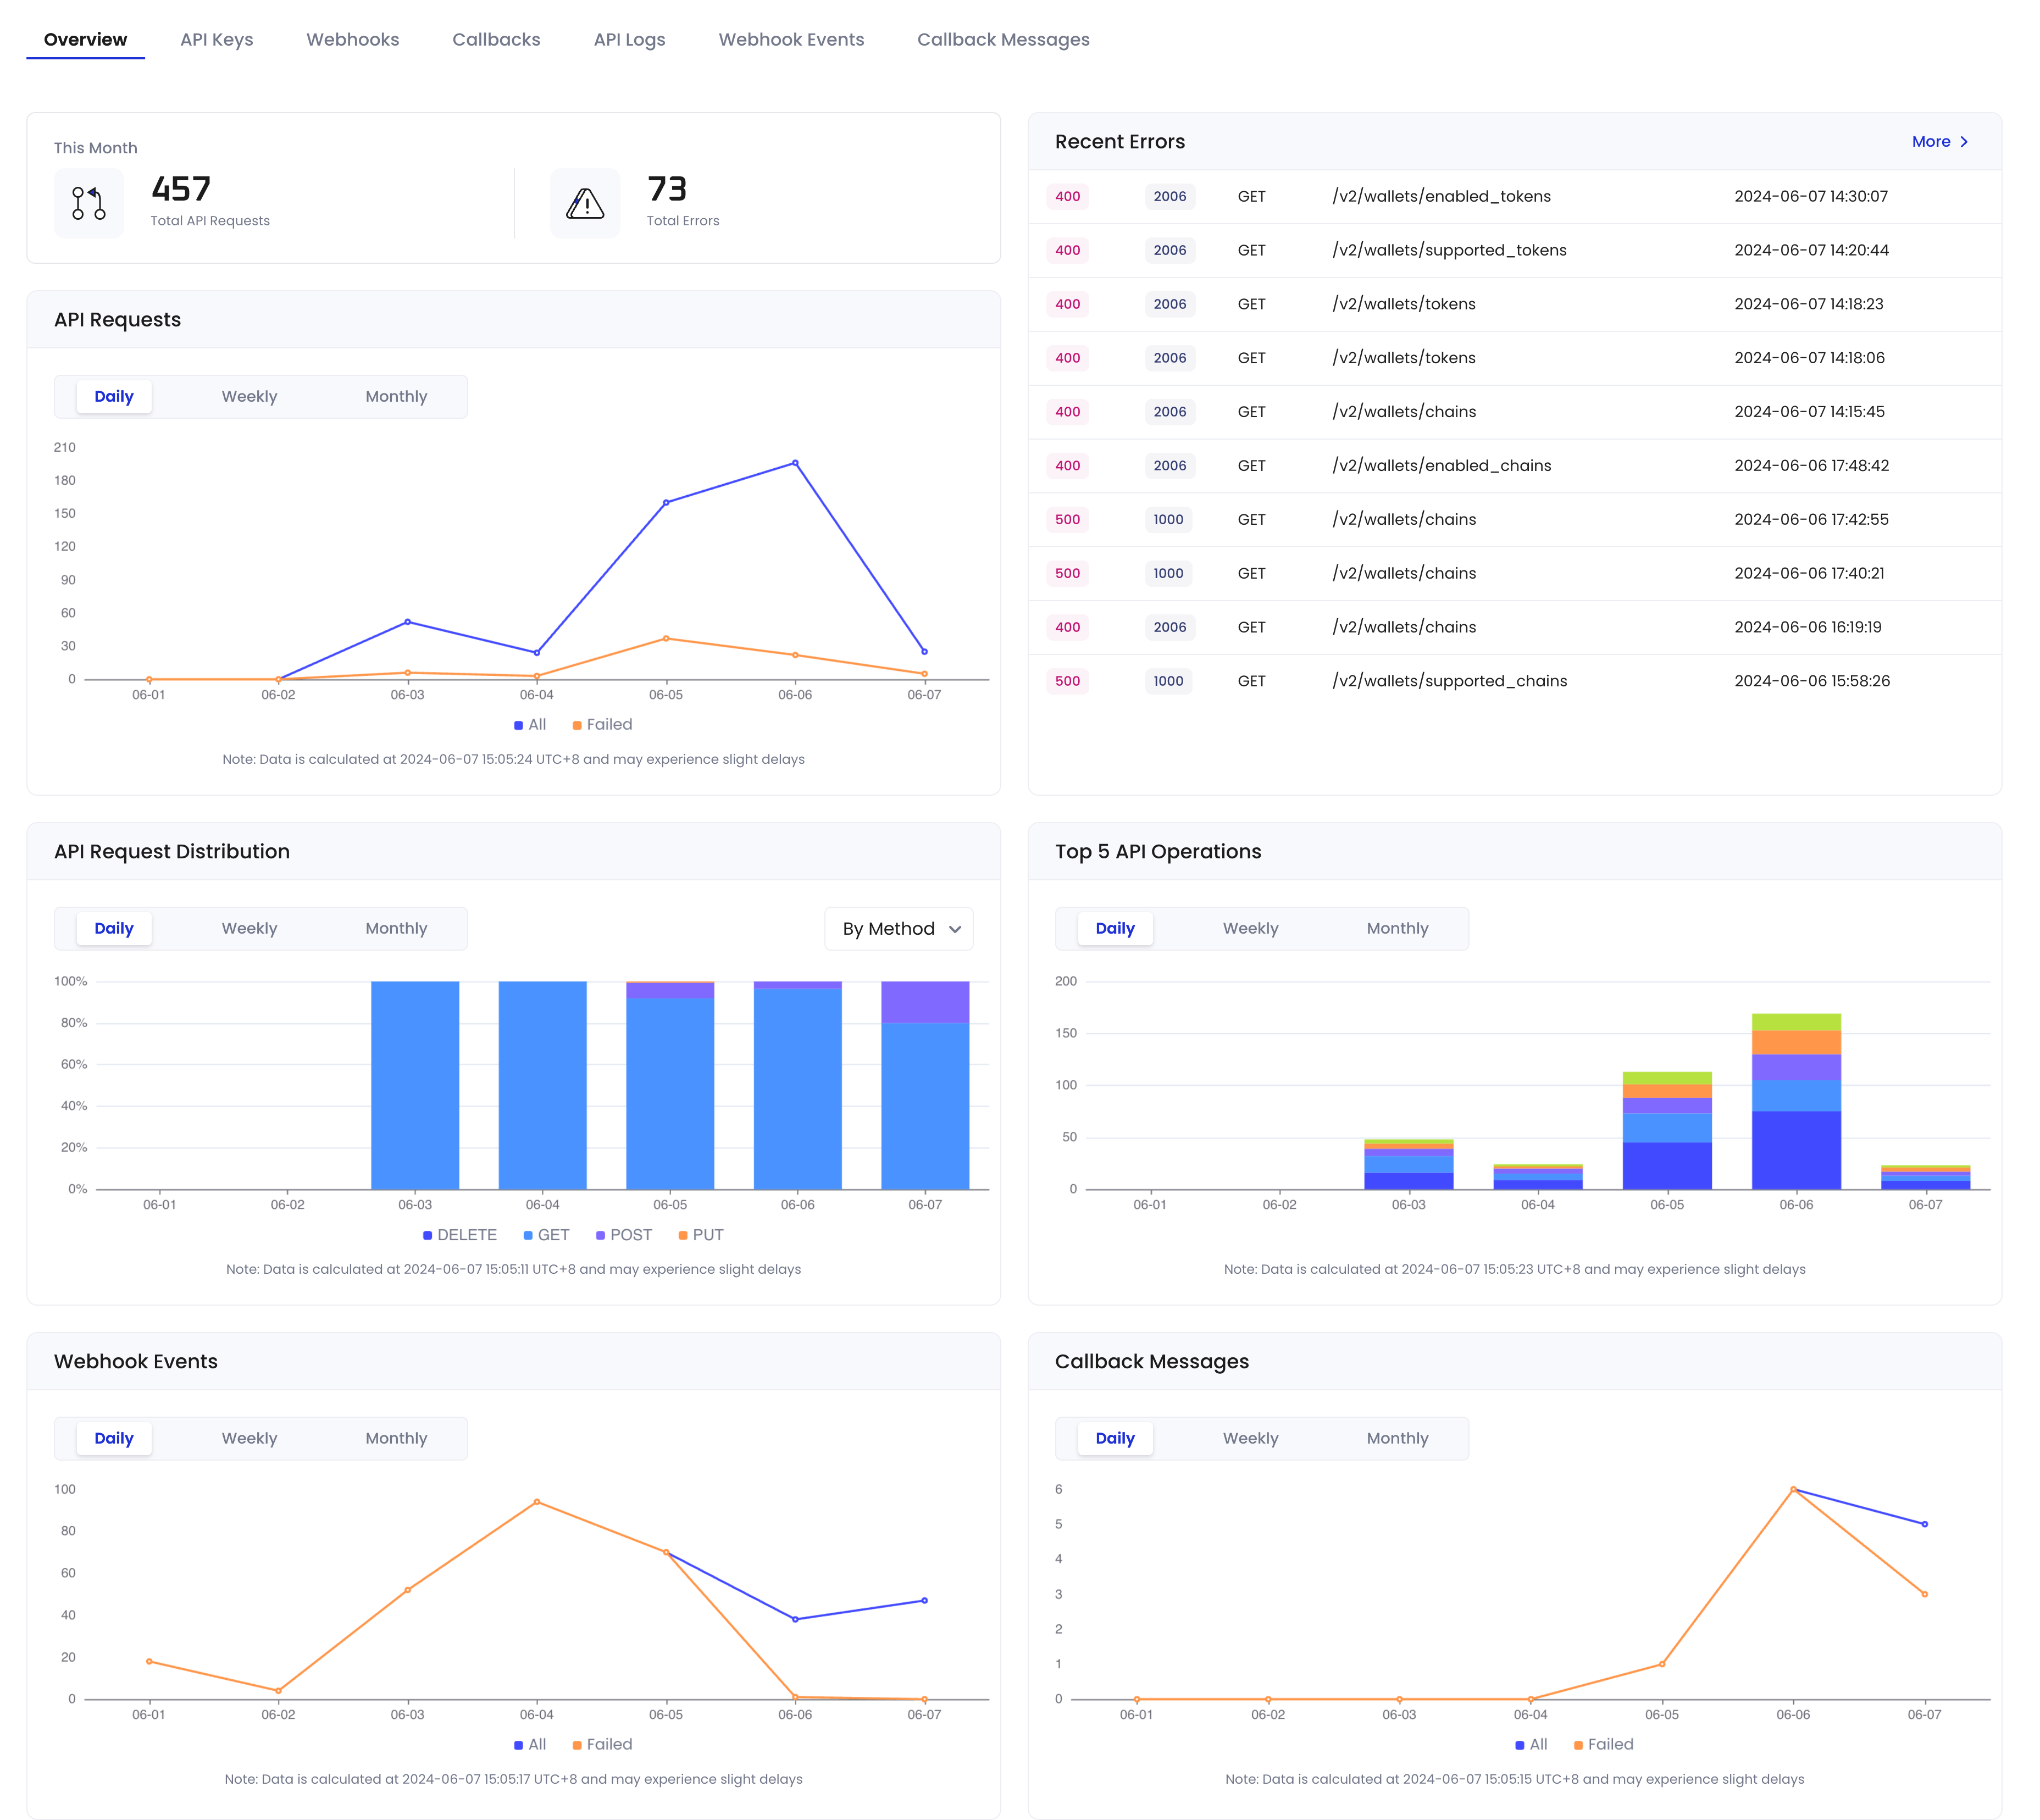 Overview API Keys Webhooks Callbacks API Logs Webhook Events Callback Messages
This Month
457
Total API Requests
73
Total Errors
API Requests
Daily Weekly Monthly
210
180
150
120
90
60
30
0
06-01 06-02 06-03 06-04 06-05 06-06 06-07
All Failed
Note: Data is calculated at 2024-06-07 15:05:24 UTC+8 and may experience slight delays
Recent Errors More
400 2006 GET /v2/wallets/enabled_tokens 2024-06-07 14:30:07
400 2006 GET /v2/wallets/supported_tokens 2024-06-07 14:20:44
400 2006 GET /v2/wallets/tokens 2024-06-07 14:18:23
400 2006 GET /v2/wallets/tokens 2024-06-07 14:18:06
400 2006 GET /v2/wallets/chains 2024-06-07 14:15:45
400 2006 GET /v2/wallets/enabled_chains 2024-06-06 17:48:42
500 1000 GET /v2/wallets/chains 2024-06-06 17:42:55
500 1000 GET /v2/wallets/chains 2024-06-06 17:40:21
400 2006 GET /v2/wallets/chains 2024-06-06 16:19:19
500 1000 GET /v2/wallets/supported_chains 2024-06-06 15:58:26
API Request Distribution
Daily Weekly Monthly By Method
100%
80%
60%
40%
20%
0%
06-01 06-02 06-03 06-04 06-05 06-06 06-07
DELETE GET POST PUT
Note: Data is calculated at 2024-06-07 15:05:11 UTC+8 and may experience slight delays
Top 5 API Operations
Daily Weekly Monthly
200
150
100
50
0
06-01 06-02 06-03 06-04 06-05 06-06 06-07
Note: Data is calculated at 2024-06-07 15:05:23 UTC+8 and may experience slight delays
Webhook Events
Daily Weekly Monthly
100
80
60
40
20
0
06-01 06-02 06-03 06-04 06-05 06-06 06-07
All Failed
Note: Data is calculated at 2024-06-07 15:05:17 UTC+8 and may experience slight delays
Callback Messages
Daily Weekly Monthly
6
5
4
3
2
1
0
06-01 06-02 06-03 06-04 06-05 06-06 06-07
All Failed
Note: Data is calculated at 2024-06-07 15:05:15 UTC+8 and may experience slight delays